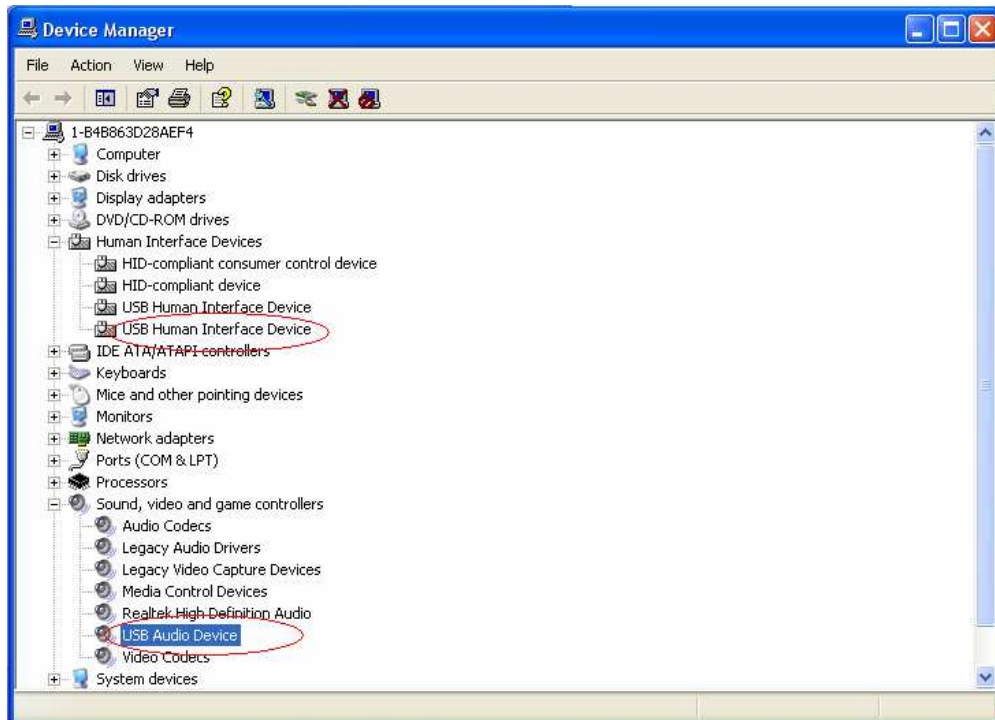 Device Manager
File Action View Help
1-B4B863D28AEF4
Computer
Disk drives
Display adapters
DVD/CD-ROM drives
Human Interface Devices
HID-compliant consumer control device
HID-compliant device
USB Human Interface Device
USB Human Interface Device
IDE ATA/ATAPI controllers
Keyboards
Mice and other pointing devices
Monitors
Network adapters
Ports (COM & LPT)
Processors
Sound, video and game controllers
Audio Codecs
Legacy Audio Drivers
Legacy Video Capture Devices
Media Control Devices
Realtek High Definition Audio
USB Audio Device
Video Codecs
System devices